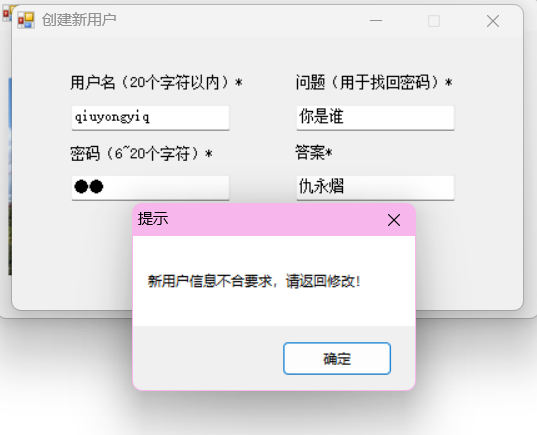 创建新用户
用户名（20个字符以内）*
问题（用于找回密码）*
qiuyongyiq
你是谁
密码（6~20个字符）*
答案*
●●
仇永熠
提示
新用户信息不合要求，请返回修改！
确定